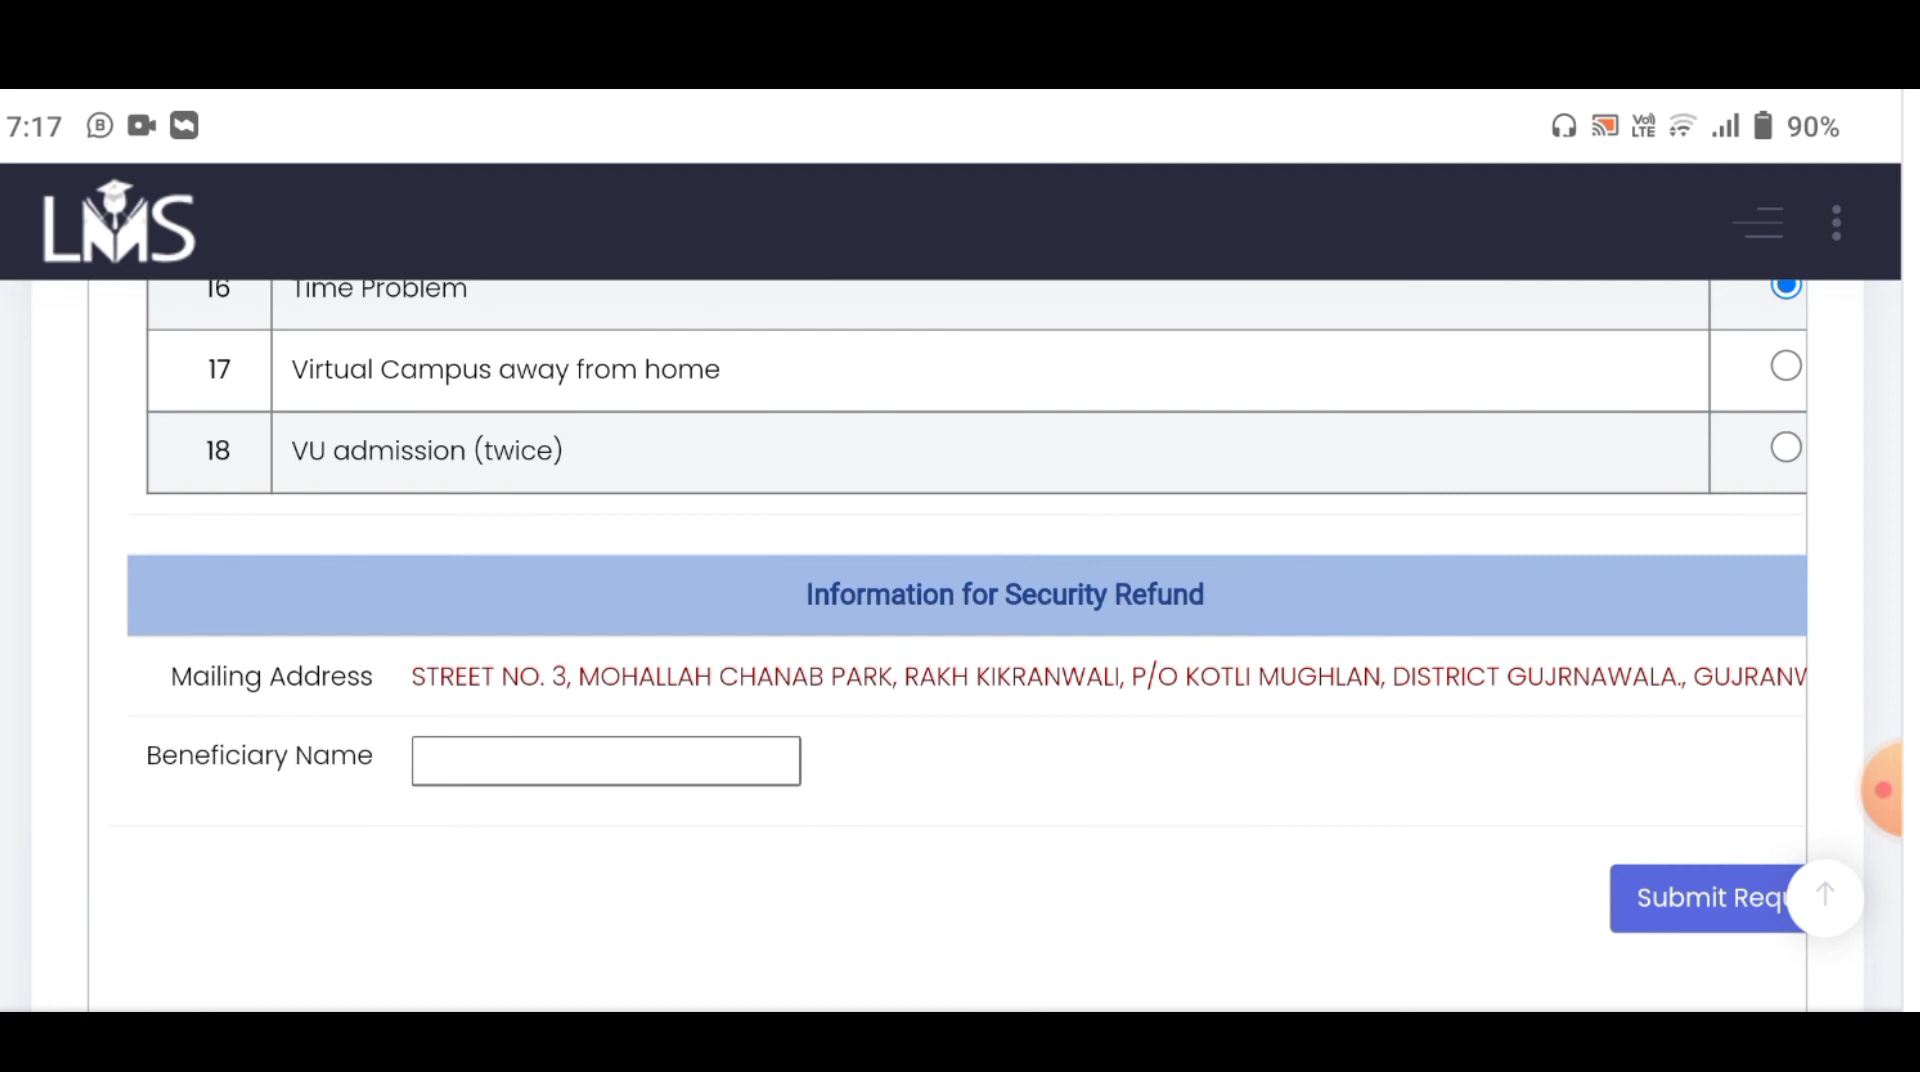 7:17 90%
LMS
16 Time Problem
17 Virtual Campus away from home
18 VU admission (twice)
Information for Security Refund
Mailing Address STREET NO. 3, MOHALLAH CHANAB PARK, RAKH KIKRANWALI, P/O KOTLI MUGHLAN, DISTRICT GUJRNAWALA., GUJRANW
Beneficiary Name
Submit Requ